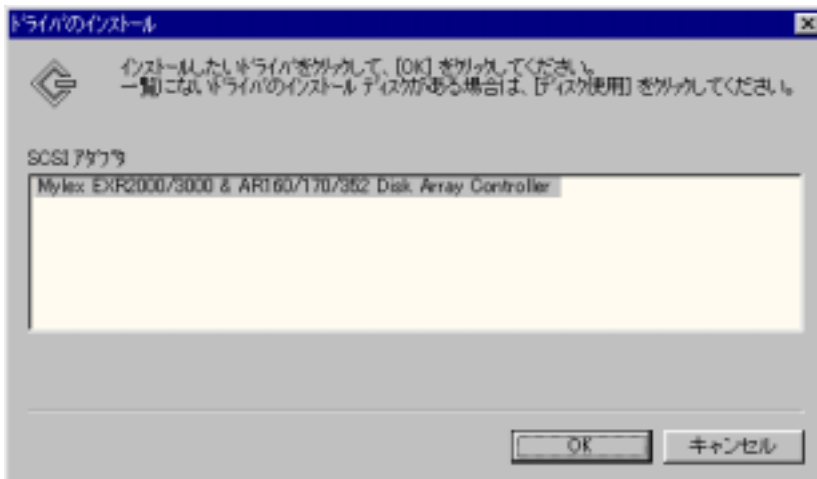 ドライバのインストール
インストールしたいドライバをクリックして、[OK] をクリックしてください。
一覧にないドライバのインストール ディスクがある場合は、[ディスク使用] をクリックしてください。
SCSI アダプタ
Mylex EXR2000/3000 & AR160/170/352 Disk Array Controller
OK
キャンセル